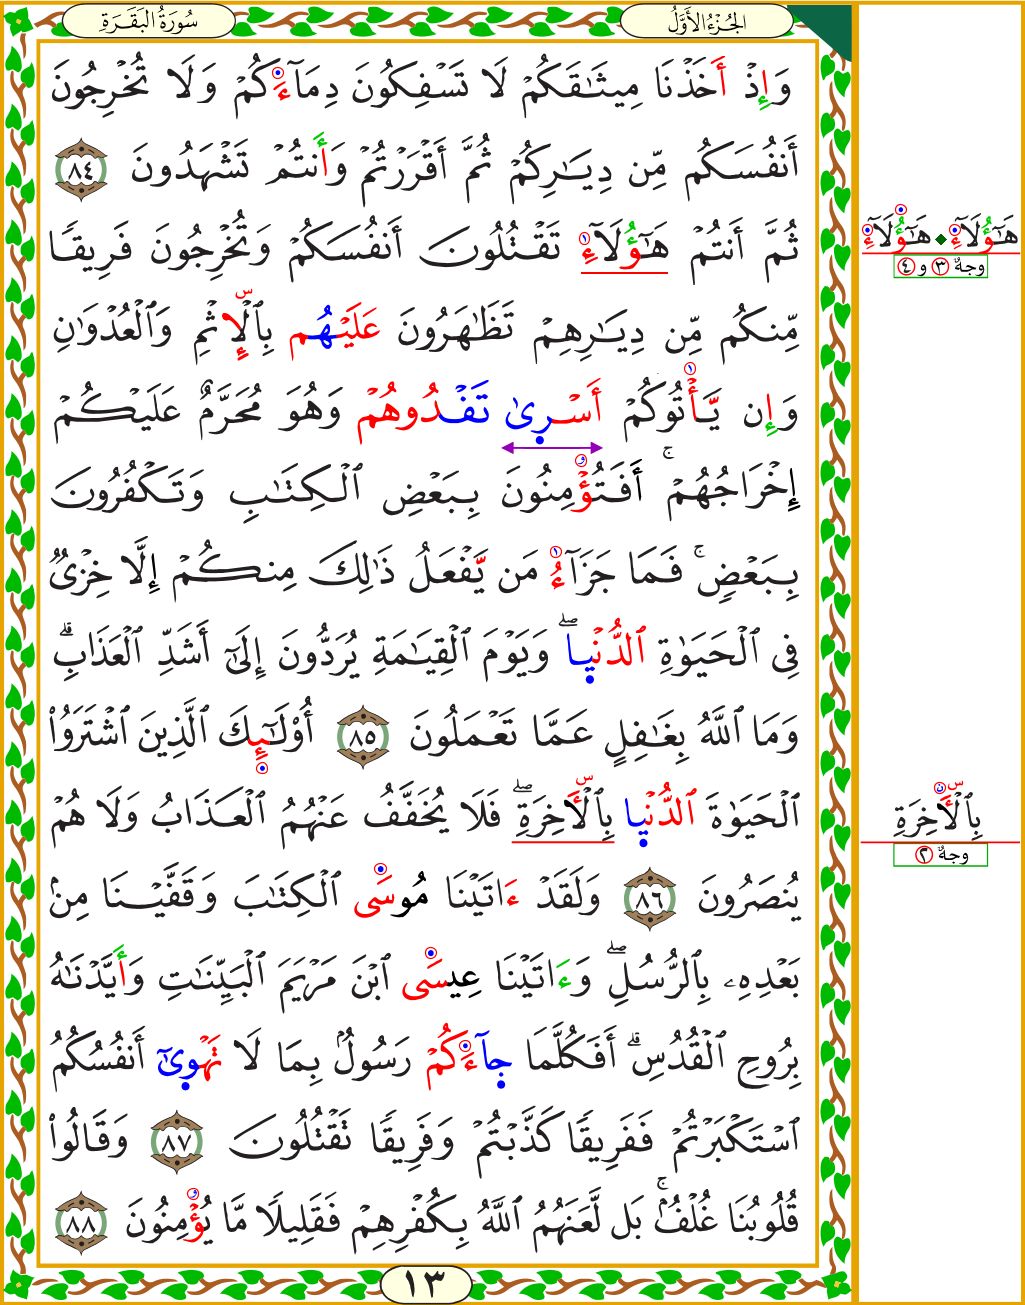 سُورَةُ البَقَرَةِ
الجُزْءُ الأَوَّلُ
وَإِذْ أَخَذْنَا مِيثَٰقَكُمْ لَا تَسْفِكُونَ دِمَآءَكُمْ وَلَا تُخْرِجُونَ
أَنفُسَكُم مِّن دِيَٰرِكُمْ ثُمَّ أَقْرَرْتُمْ وَأَنتُمْ تَشْهَدُونَ ٨٤
ثُمَّ أَنتُمْ هَٰٓؤُلَآءِ تَقْتُلُونَ أَنفُسَكُمْ وَتُخْرِجُونَ فَرِيقًا
مِّنكُم مِّن دِيَٰرِهِمْ تَظَٰهَرُونَ عَلَيْهُم بِٱلْإِثْمِ وَٱلْعُدْوَٰنِ
وَإِن يَأْتُوكُمْ أَسْرِىٰ تَفْدُوهُمْ وَهُوَ مُحَرَّمٌ عَلَيْكُمْ
إِخْرَاجُهُمْ ۚ أَفَتُؤْمِنُونَ بِبَعْضِ ٱلْكِتَٰبِ وَتَكْفُرُونَ
بِبَعْضٍ ۚ فَمَا جَزَآءُ مَن يَّفْعَلُ ذَٰلِكَ مِنكُمْ إِلَّا خِزْىٌ
فِى ٱلْحَيَوٰةِ ٱلدُّنْيِا ۖ وَيَوْمَ ٱلْقِيَٰمَةِ يُرَدُّونَ إِلَىٰٓ أَشَدِّ ٱلْعَذَابِ ۗ
وَمَا ٱللَّهُ بِغَٰفِلٍ عَمَّا تَعْمَلُونَ ٨٥ أُوْلَٰٓئِكَ ٱلَّذِينَ ٱشْتَرَوُا۟
ٱلْحَيَوٰةَ ٱلدُّنْيِا بِٱلْأَخِرَةِ ۖ فَلَا يُخَفَّفُ عَنْهُمُ ٱلْعَذَابُ وَلَا هُمْ
يُنصَرُونَ ٨٦ وَلَقَدْ ءَاتَيْنَا مُوسَى ٱلْكِتَٰبَ وَقَفَّيْنَا مِنۢ
بَعْدِهِۦ بِٱلرُّسُلِ ۖ وَءَاتَيْنَا عِيسَى ٱبْنَ مَرْيَمَ ٱلْبَيِّنَٰتِ وَأَيَّدْنَٰهُ
بِرُوحِ ٱلْقُدُسِ ۗ أَفَكُلَّمَا جِآءَكُمْ رَسُولٌۢ بِمَا لَا تَهْوِىٰٓ أَنفُسُكُمُ
ٱسْتَكْبَرْتُمْ فَفَرِيقًا كَذَّبْتُمْ وَفَرِيقًا تَقْتُلُونَ ٨٧ وَقَالُوا۟
قُلُوبُنَا غُلْفٌۢ ۚ بَل لَّعَنَهُمُ ٱللَّهُ بِكُفْرِهِمْ فَقَلِيلًا مَّا يُؤْمِنُونَ ٨٨
١٣
هَٰٓؤُلَآءِ ◆ هَٰٓؤُلَآءِ
وجهٌ ٣ و ٤
بِٱلْأَخِرَةِ
وجهٌ ٢